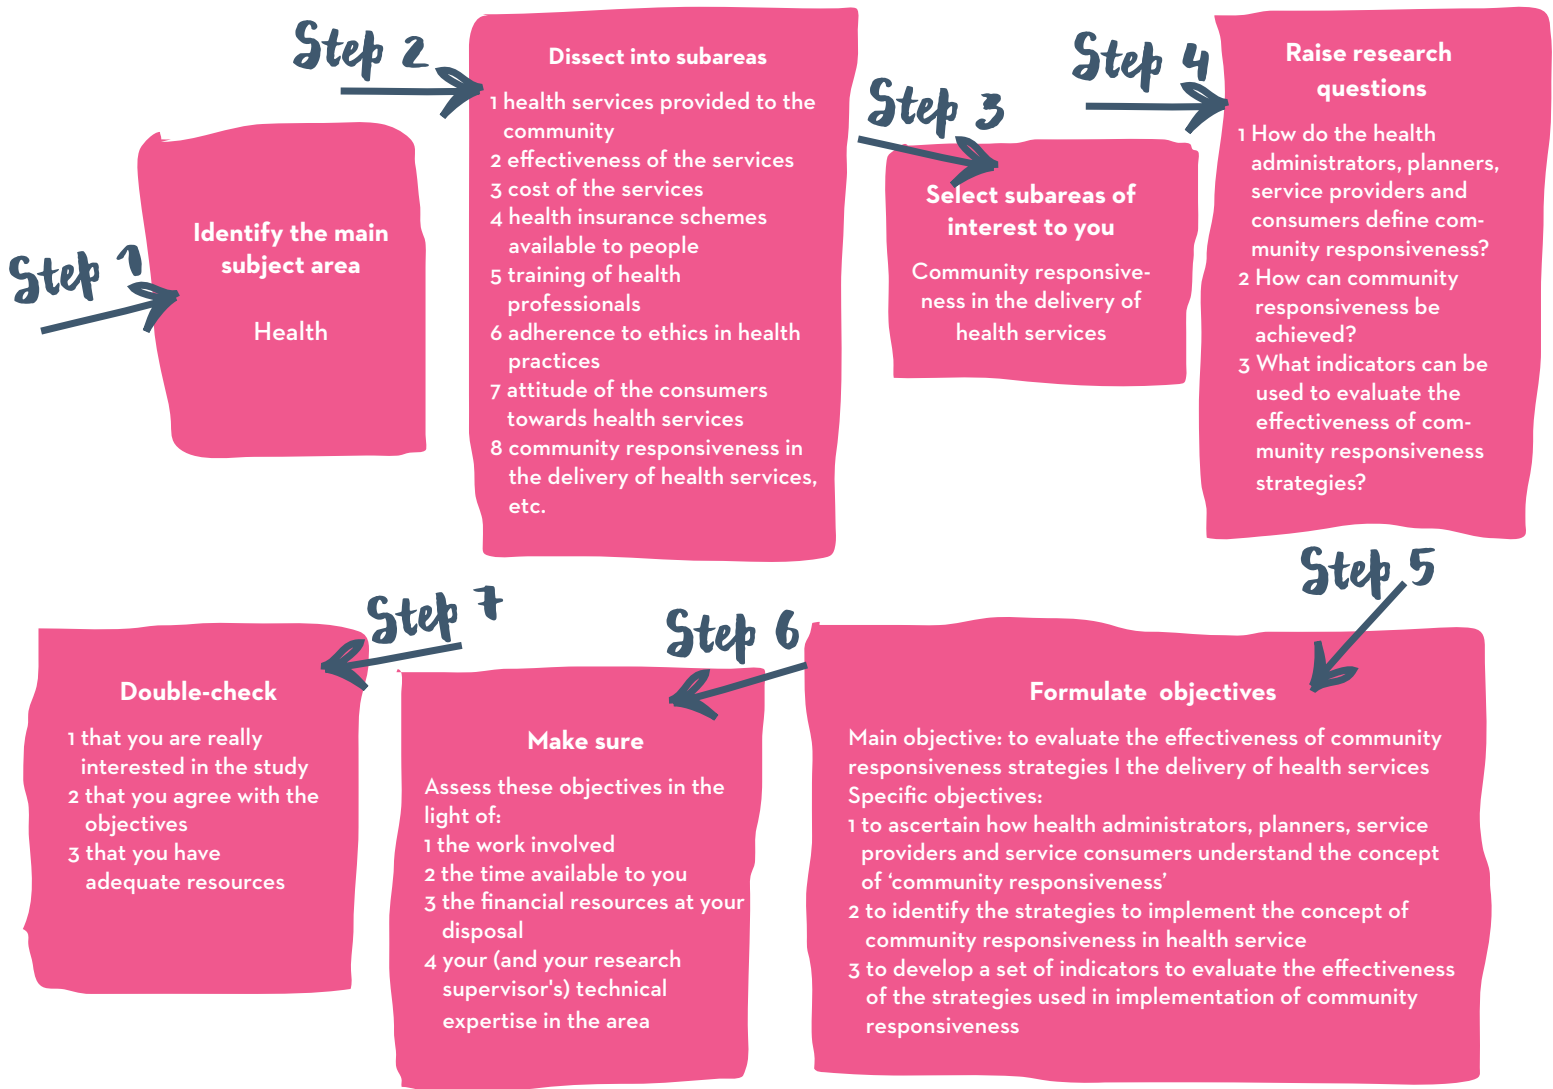 Step 1
Identify the main
subject area
Health
Step 2
Dissect into subareas
1 health services provided to the
community
2 effectiveness of the services
3 cost of the services
4 health insurance schemes
available to people
5 training of health
professionals
6 adherence to ethics in health
practices
7 attitude of the consumers
towards health services
8 community responsiveness in
the delivery of health services,
etc.
Step 3
Select subareas of
interest to you
Community responsive-
ness in the delivery of
health services
Step 4
Raise research
questions
1 How do the health
administrators, planners,
service providers and
consumers define com-
munity responsiveness?
2 How can community
responsiveness be
achieved?
3 What indicators can be
used to evaluate the
effectiveness of com-
munity responsiveness
strategies?
Step 5
Formulate objectives
Main objective: to evaluate the effectiveness of community
responsiveness strategies I the delivery of health services
Specific objectives:
1 to ascertain how health administrators, planners, service
providers and service consumers understand the concept
of ‘community responsiveness’
2 to identify the strategies to implement the concept of
community responsiveness in health service
3 to develop a set of indicators to evaluate the effectiveness
of the strategies used in implementation of community
responsiveness
Step 6
Make sure
Assess these objectives in the
light of:
1 the work involved
2 the time available to you
3 the financial resources at your
disposal
4 your (and your research
supervisor's) technical
expertise in the area
Step 7
Double-check
1 that you are really
interested in the study
2 that you agree with the
objectives
3 that you have
adequate resources